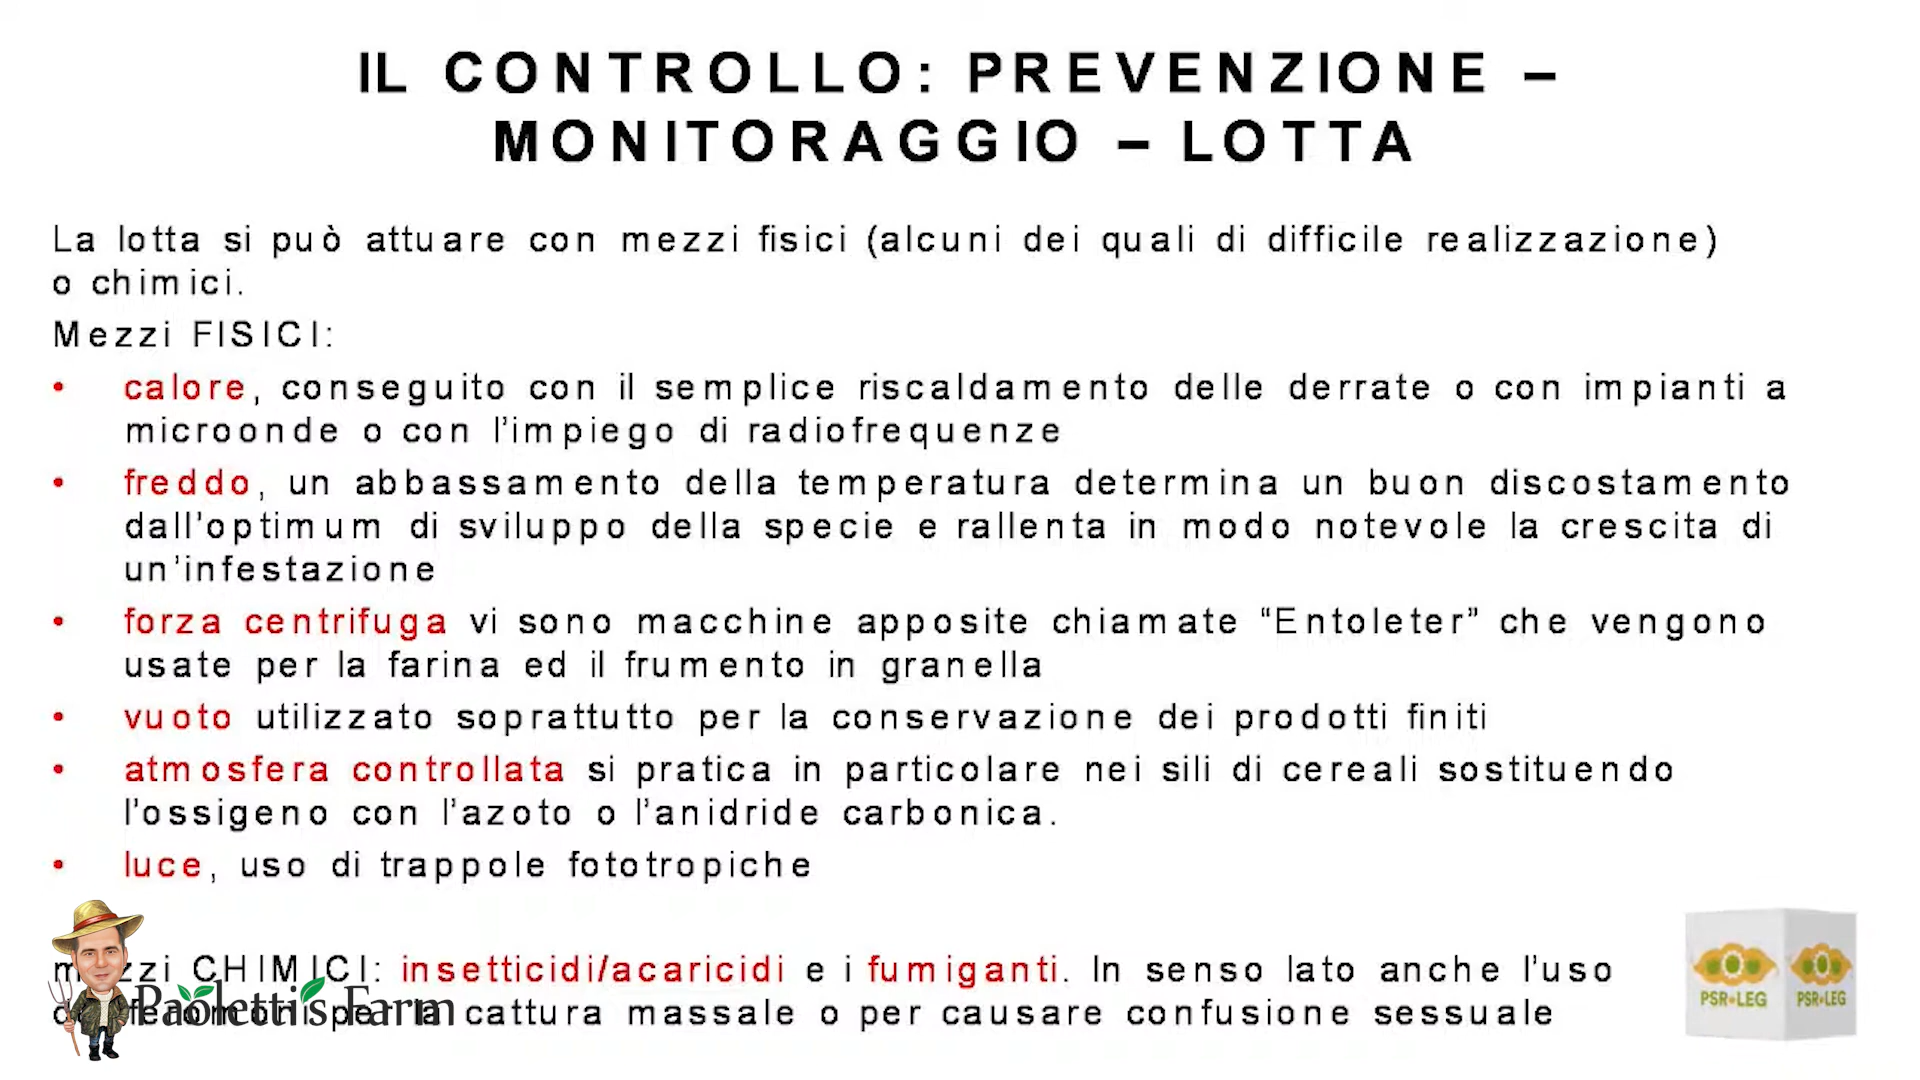 IL CONTROLLO: PREVENZIONE –
MONITORAGGIO – LOTTA
La lotta si può attuare con mezzi fisici (alcuni dei quali di difficile realizzazione)
o chimici.
Mezzi FISICI:
• calore, conseguito con il semplice riscaldamento delle derrate o con impianti a
microonde o con l’impiego di radiofrequenze
• freddo, un abbassamento della temperatura determina un buon discostamento
dall’optimum di sviluppo della specie e rallenta in modo notevole la crescita di
un’infestazione
• forza centrifuga vi sono macchine apposite chiamate “Entoleter” che vengono
usate per la farina ed il frumento in granella
• vuoto utilizzato soprattutto per la conservazione dei prodotti finiti
• atmosfera controllata si pratica in particolare nei sili di cereali sostituendo
l’ossigeno con l’azoto o l’anidride carbonica.
• luce, uso di trappole fototropiche
CHIMICI: insetticidi/acaricidi e i fumiganti. In senso lato anche l’uso
per la cattura massale o per causare confusione sessuale
Paoletti's Farm
PSR•LEG PSR•LEG